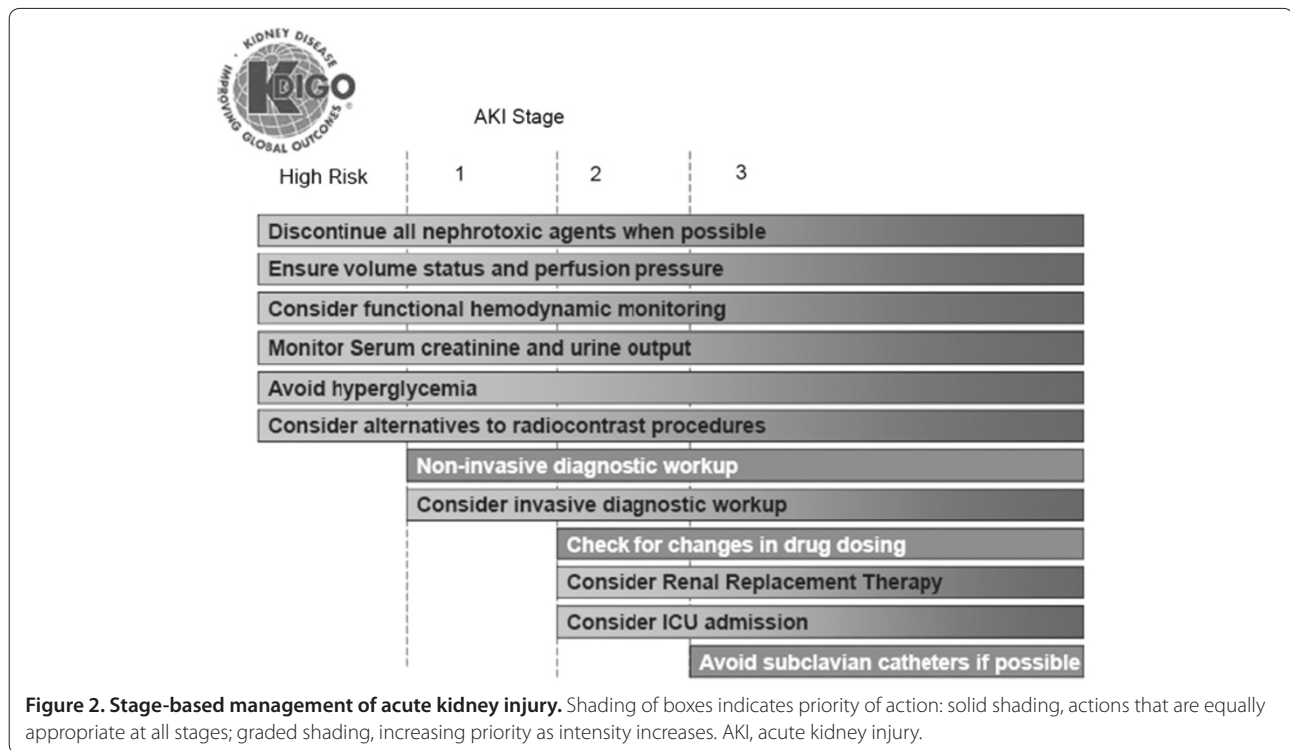 · KIDNEY DISEASE
IMPROVING GLOBAL OUTCOMES
KDIGO
®
AKI Stage
High Risk 1 2 3
Discontinue all nephrotoxic agents when possible
Ensure volume status and perfusion pressure
Consider functional hemodynamic monitoring
Monitor Serum creatinine and urine output
Avoid hyperglycemia
Consider alternatives to radiocontrast procedures
Non-invasive diagnostic workup
Consider invasive diagnostic workup
Check for changes in drug dosing
Consider Renal Replacement Therapy
Consider ICU admission
Avoid subclavian catheters if possible
Figure 2. Stage-based management of acute kidney injury. Shading of boxes indicates priority of action: solid shading, actions that are equally
appropriate at all stages; graded shading, increasing priority as intensity increases. AKI, acute kidney injury.